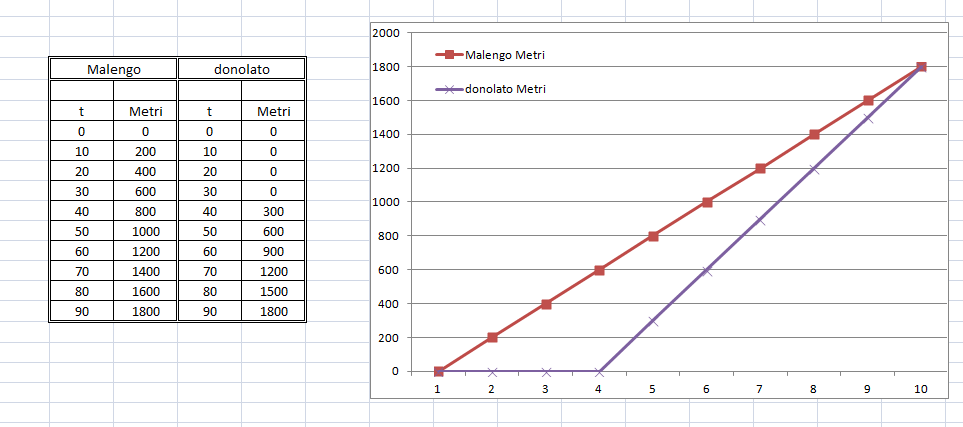 Malengo donolato
t Metri t Metri
0 0 0 0
10 200 10 0
20 400 20 0
30 600 30 0
40 800 40 300
50 1000 50 600
60 1200 60 900
70 1400 70 1200
80 1600 80 1500
90 1800 90 1800
2000
Malengo Metri
1800
donolato Metri
1600
1400
1200
1000
800
600
400
200
0
1 2 3 4 5 6 7 8 9 10